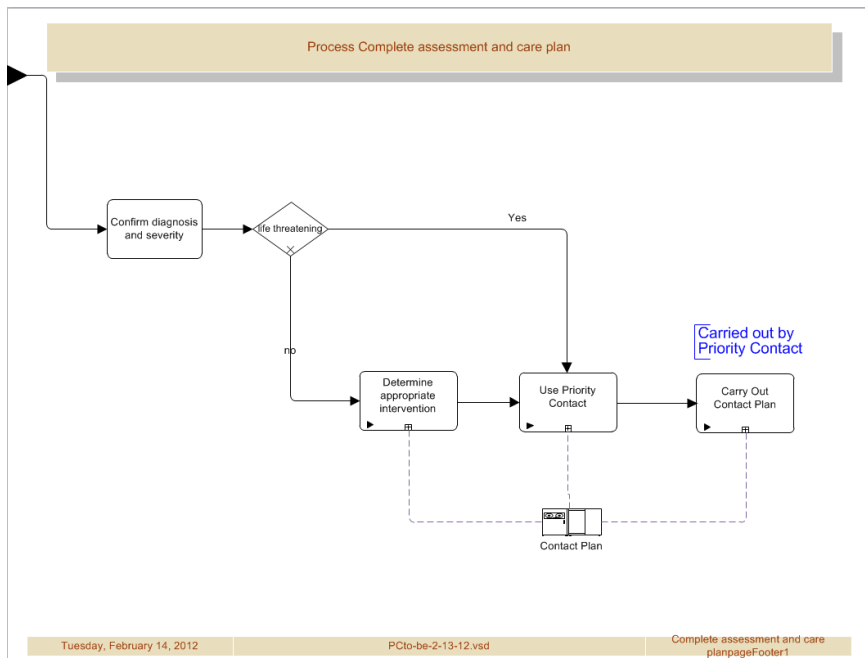 Process Complete assessment and care plan
Confirm diagnosis
and severity
life threatening
Yes
no
Carried out by
Priority Contact
Determine
appropriate
intervention
Use Priority
Contact
Carry Out
Contact Plan
Contact Plan
Tuesday, February 14, 2012
PCto-be-2-13-12.vsd
Complete assessment and care
planpageFooter1